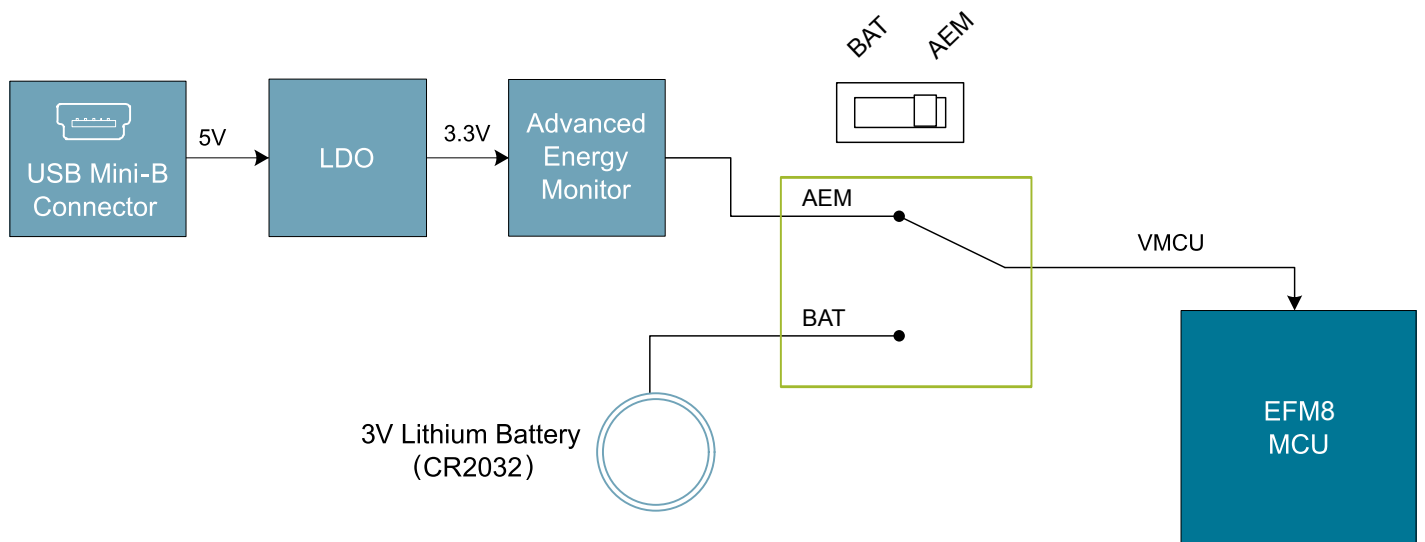 BAT
AEM
USB Mini-B
Connector
5V
LDO
3.3V
Advanced
Energy
Monitor
AEM
VMCU
BAT
3V Lithium Battery
(CR2032)
EFM8
MCU